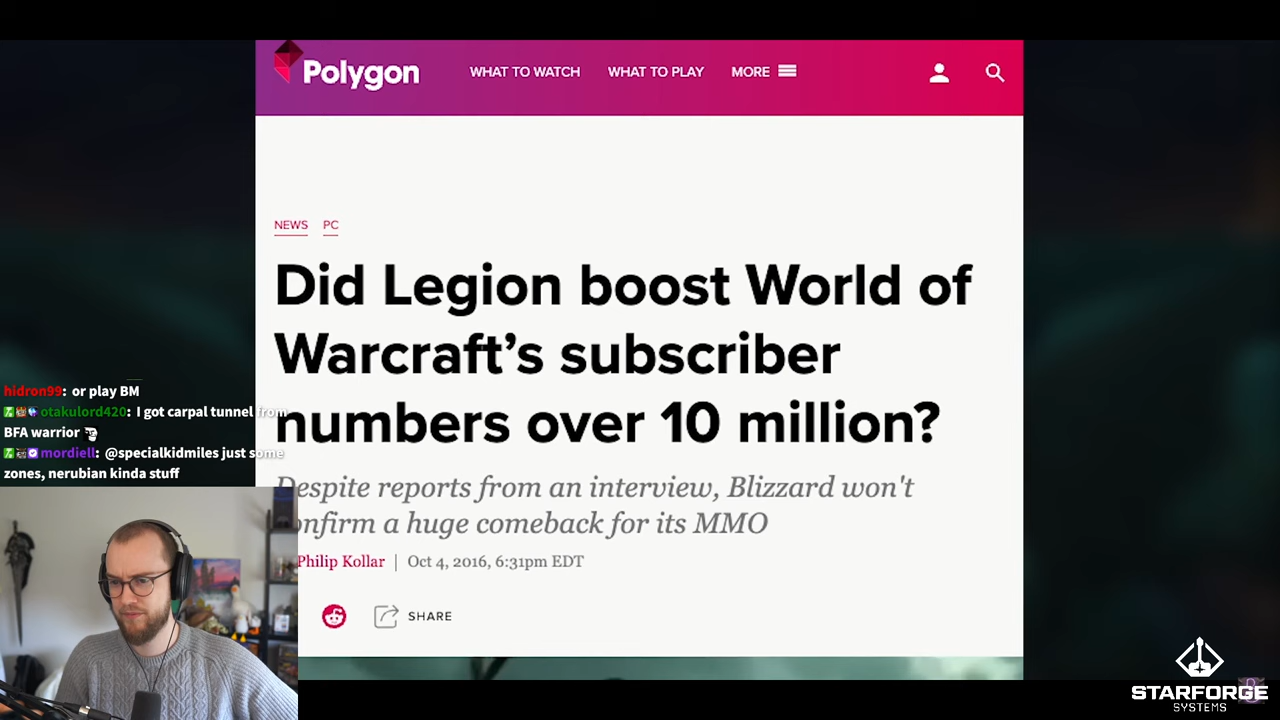 Polygon
WHAT TO WATCH
WHAT TO PLAY
MORE
NEWS PC
Did Legion boost World of
Warcraft's subscriber
numbers over 10 million?
Despite reports from an interview, Blizzard won't
confirm a huge comeback for its MMO
Philip Kollar | Oct 4, 2016, 6:31pm EDT
SHARE
hidron99: or play BM
otakulord420: I got carpal tunnel from
BFA warrior
mordiell: @specialkidmiles just some
zones, nerubian kinda stuff
STARFORGE
SYSTEMS